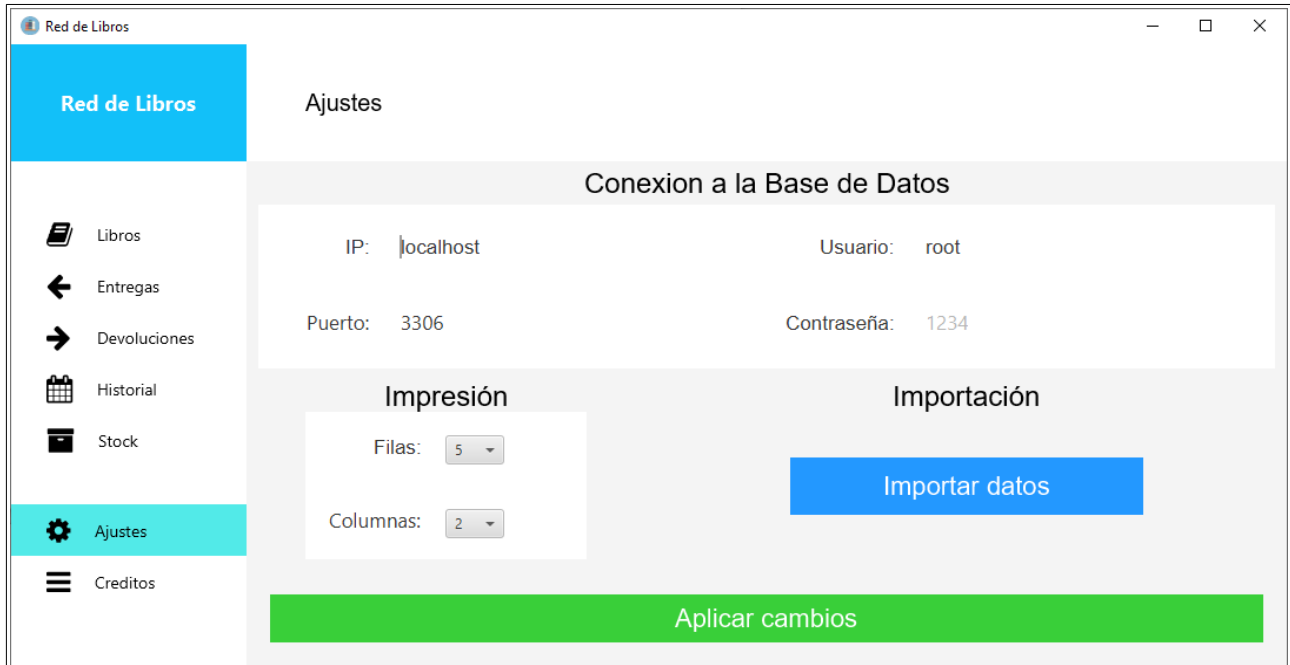 Red de Libros
Red de Libros
Ajustes
Libros
Entregas
Devoluciones
Historial
Stock
Ajustes
Creditos
Conexion a la Base de Datos
IP: localhost
Usuario: root
Puerto: 3306
Contraseña: 1234
Impresión
Filas: 5
Columnas: 2
Importación
Importar datos
Aplicar cambios